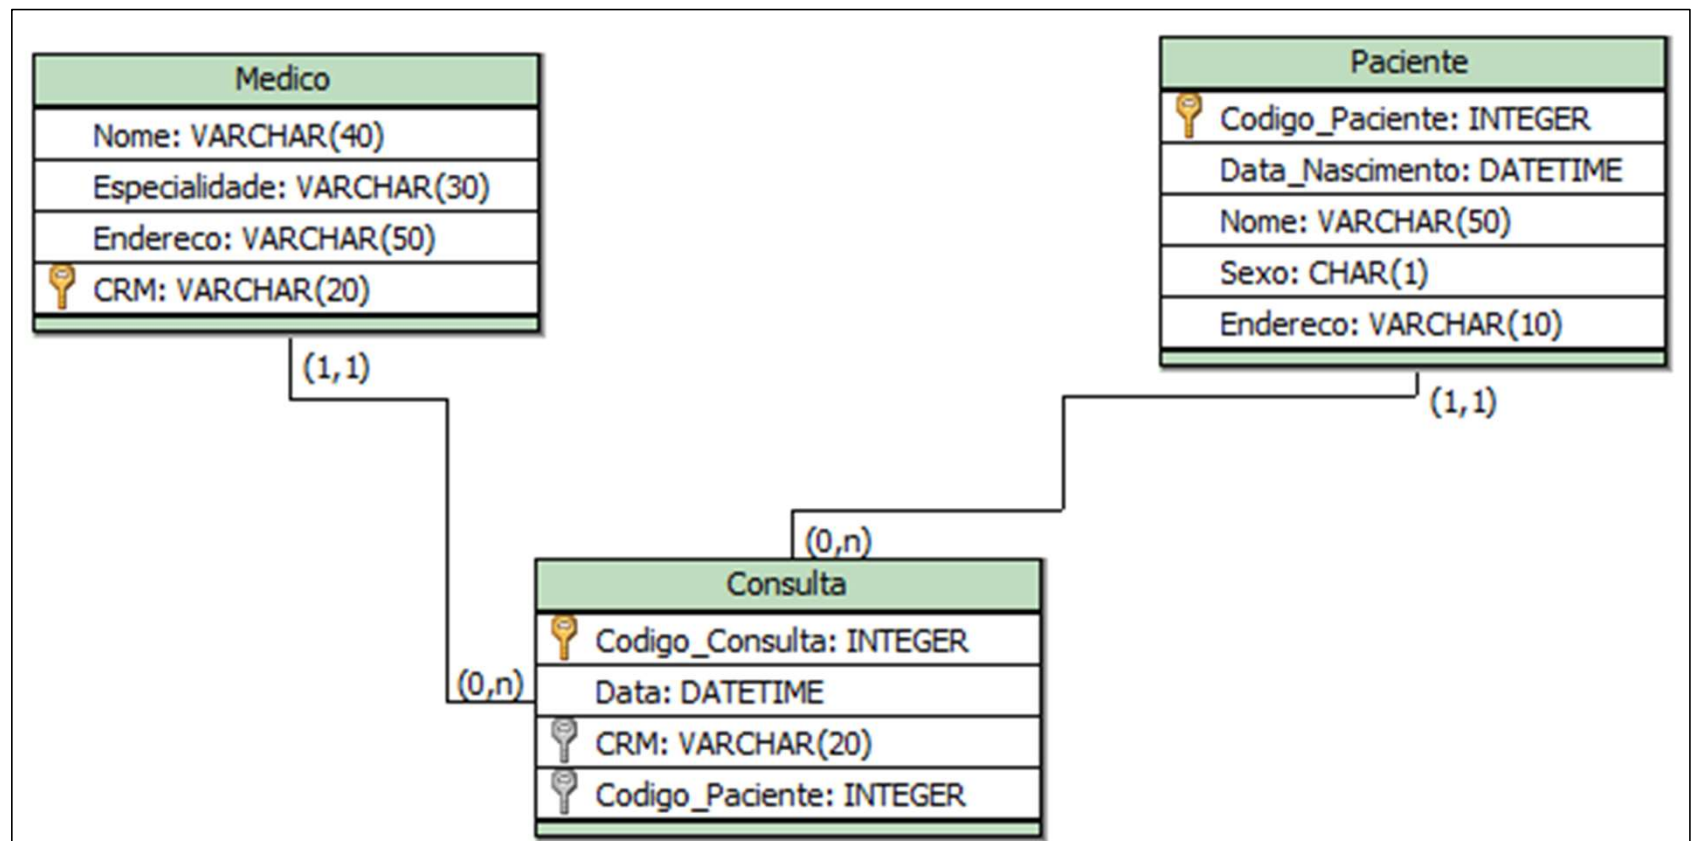 Medico
Nome: VARCHAR(40)
Especialidade: VARCHAR(30)
Endereco: VARCHAR(50)
CRM: VARCHAR(20)
(1,1)
Paciente
Codigo_Paciente: INTEGER
Data_Nascimento: DATETIME
Nome: VARCHAR(50)
Sexo: CHAR(1)
Endereco: VARCHAR(10)
(1,1)
(0,n)
(0,n)
Consulta
Codigo_Consulta: INTEGER
Data: DATETIME
CRM: VARCHAR(20)
Codigo_Paciente: INTEGER